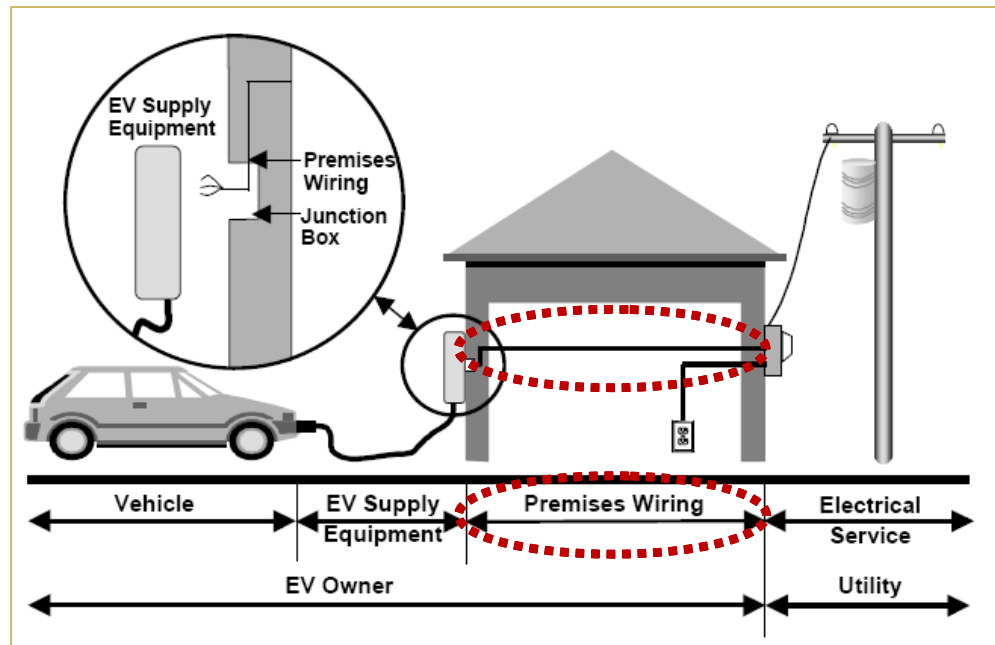 EV Supply
Equipment
Premises
Wiring
Junction
Box
Vehicle
EV Supply
Equipment
Premises Wiring
Electrical
Service
EV Owner
Utility